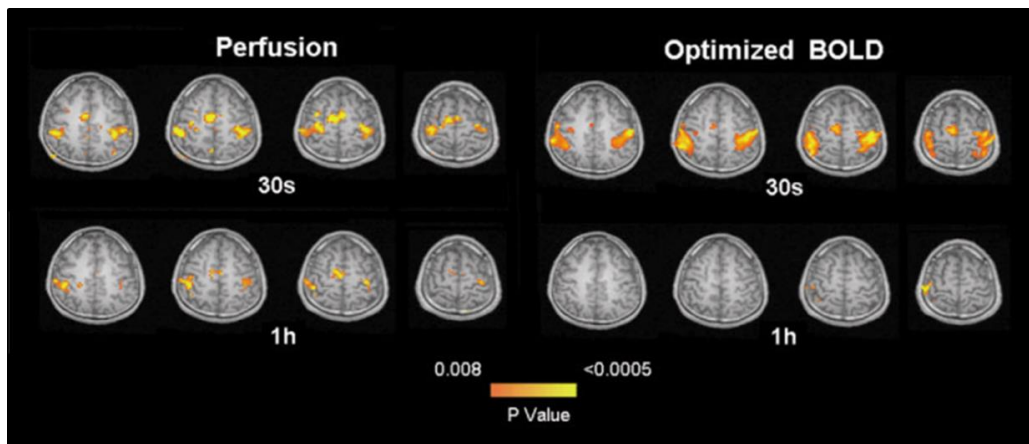 Perfusion
Optimized BOLD
30s
30s
1h
1h
0.008
<0.0005
P Value